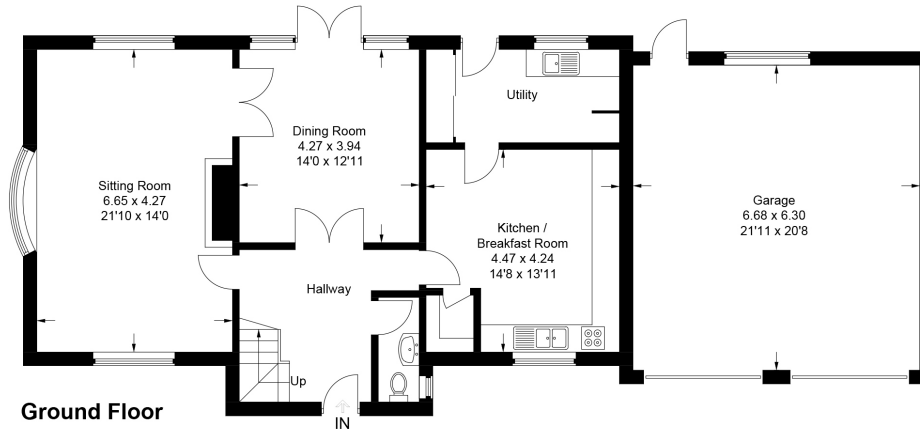 Utility
Dining Room
4.27 x 3.94
14'0 x 12'11
Sitting Room
6.65 x 4.27
21'10 x 14'0
Garage
6.68 x 6.30
21'11 x 20'8
Kitchen /
Breakfast Room
4.47 x 4.24
14'8 x 13'11
Hallway
Up
Ground Floor
IN